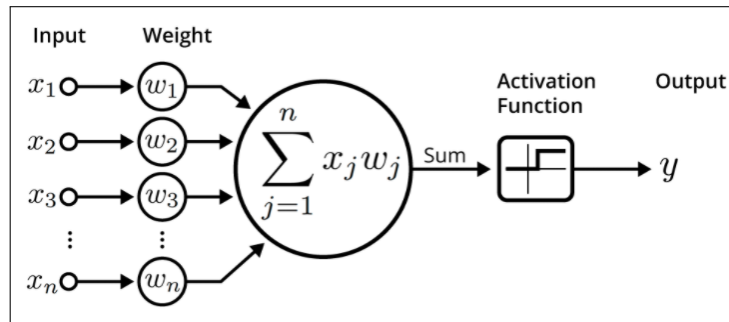 Input
Weight
Activation
Function
Output
x₁
w₁
x₂
w₂
x₃
w₃
⋮
⋮
xₙ
wₙ
n
∑ xⱼwⱼ
j=1
Sum
y